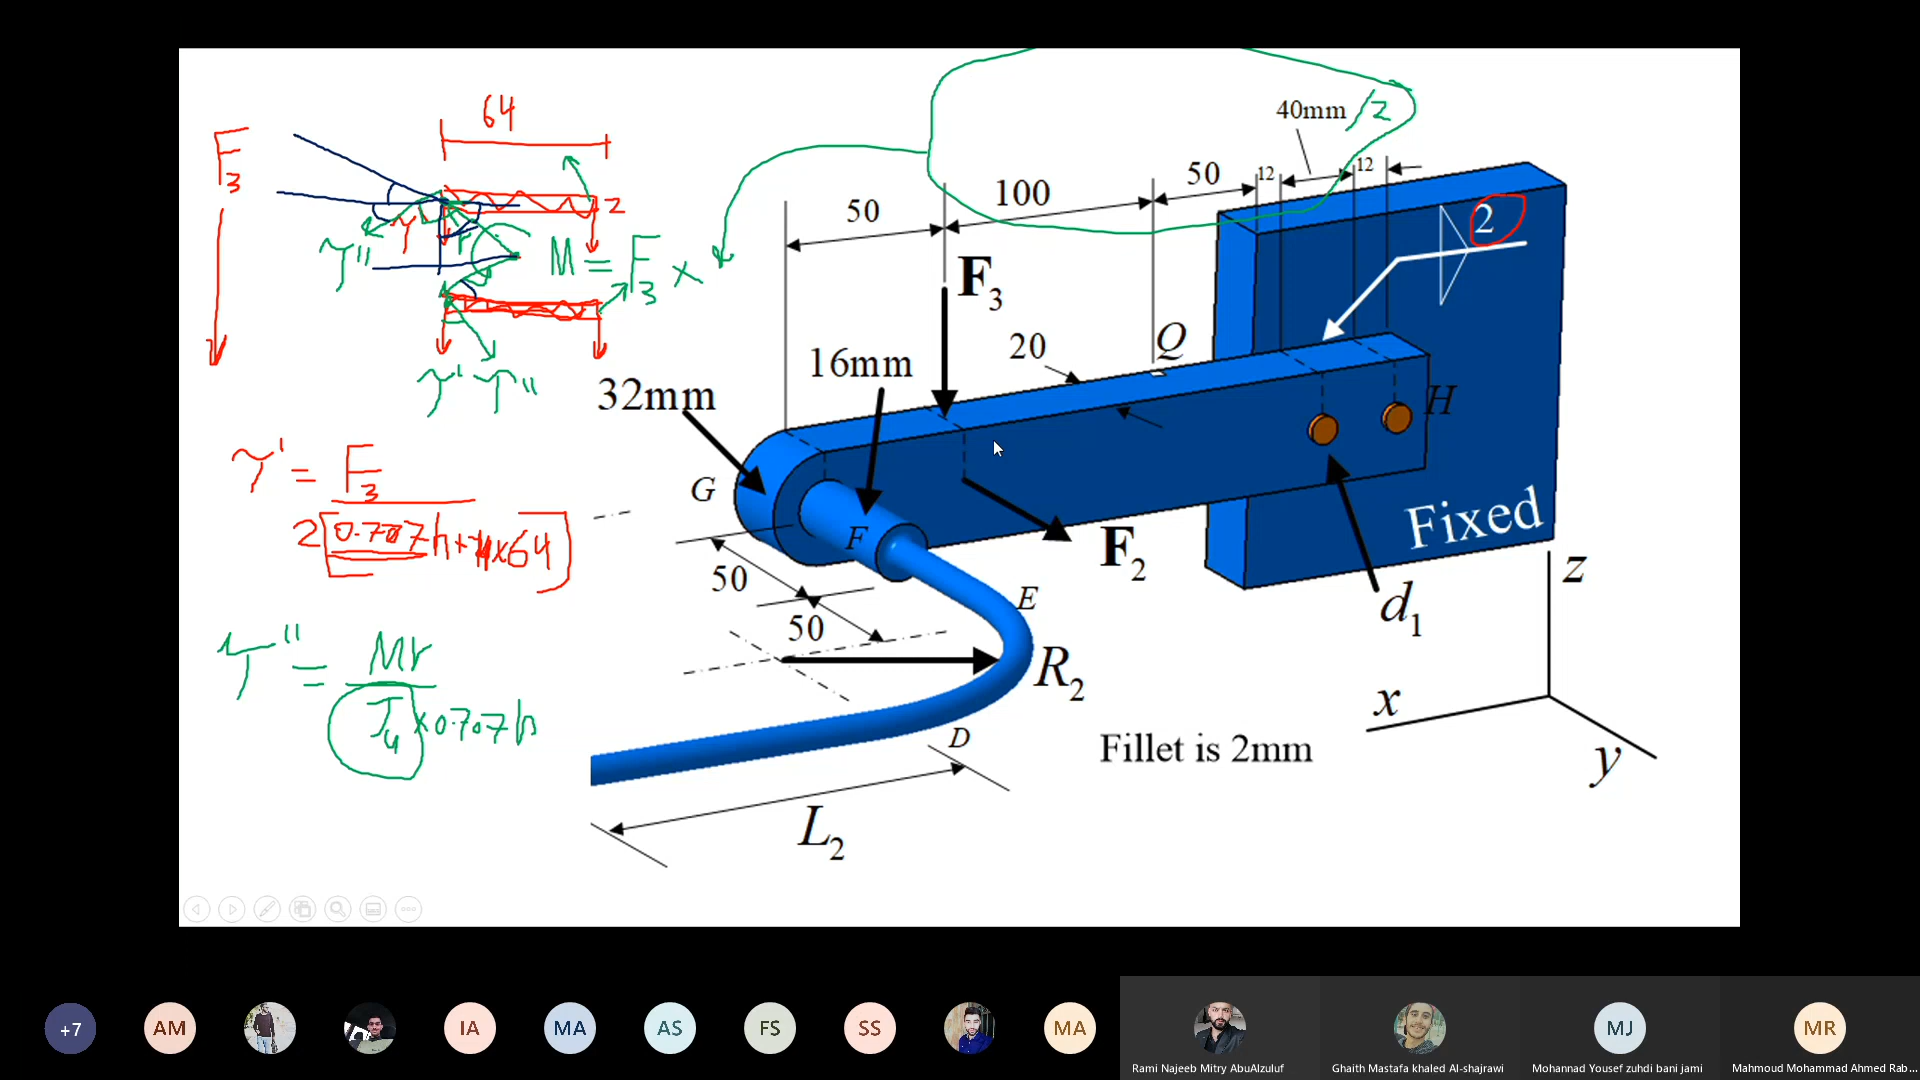 64
F3
2
τ''
τ'
r
M = F3 ×
τ' τ''
τ' = F3
2[0.707h × 64]
τ'' = Mr
Ju × 0.707h
40mm /2
12
12
50
100
50
2
F3
Q
20
16mm
32mm
H
G
F
F2
Fixed
d1
50
E
50
R2
z
x
y
D
Fillet is 2mm
L2
+7
AM
IA
MA
AS
FS
SS
MA
MJ
MR
Rami Najeeb Mitry AbuAlzuluf
Ghaith Mastafa khaled Al-shajrawi
Mohannad Yousef zuhdi bani jami
Mahmoud Mohammad Ahmed Rab...